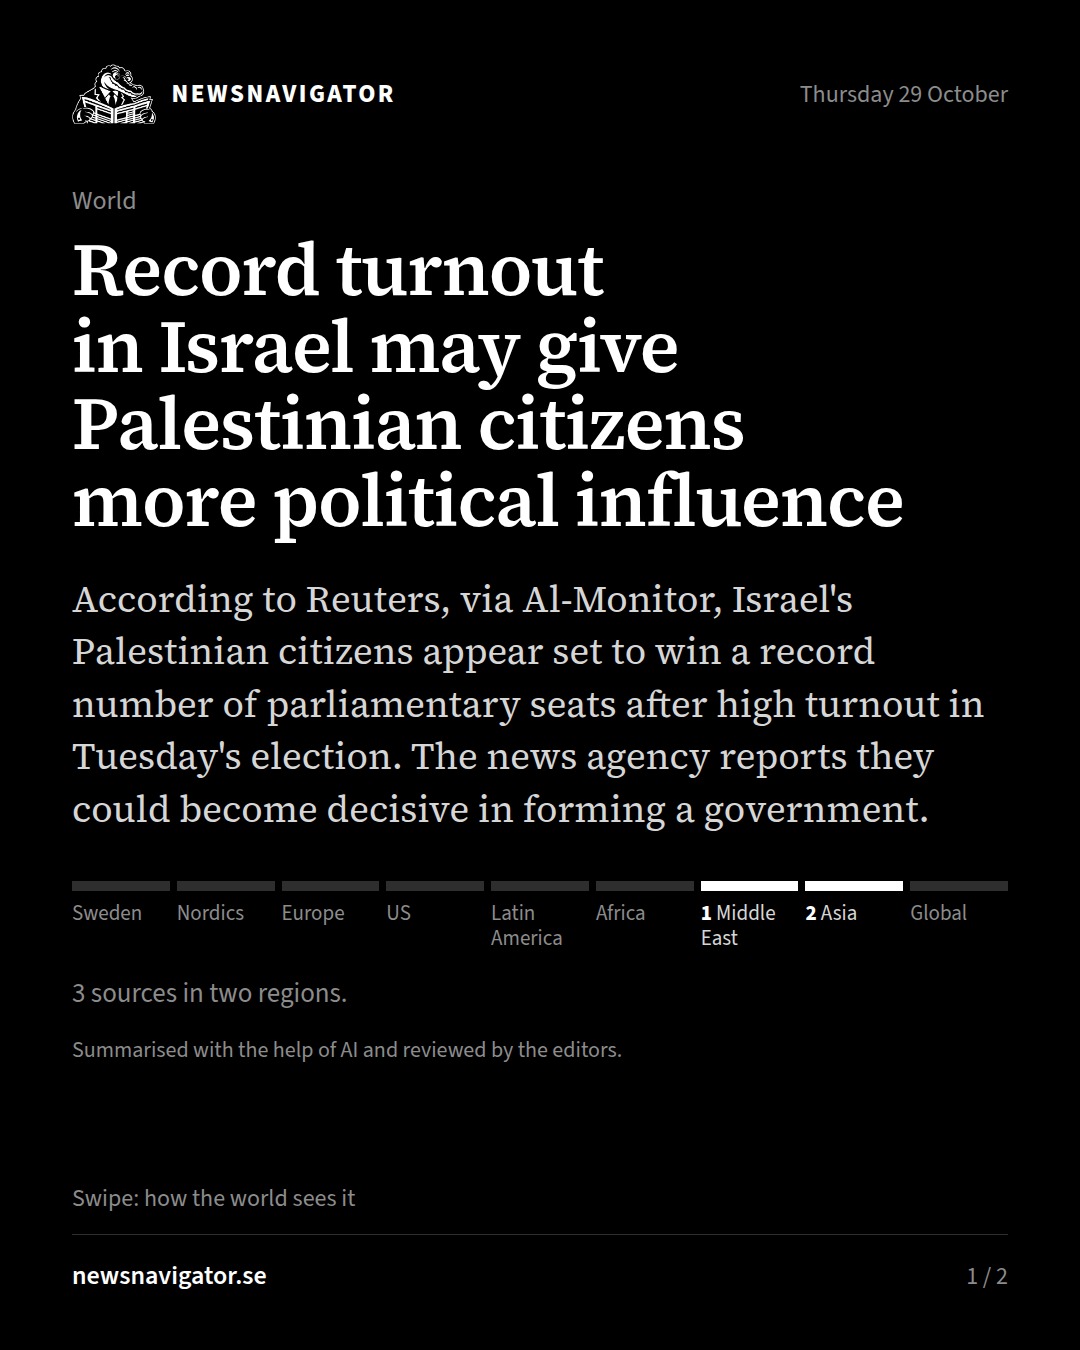 NEWSNAVIGATOR
Thursday 29 October
World
Record turnout
in Israel may give
Palestinian citizens
more political influence
According to Reuters, via Al-Monitor, Israel's
Palestinian citizens appear set to win a record
number of parliamentary seats after high turnout in
Tuesday's election. The news agency reports they
could become decisive in forming a government.
Sweden
Nordics
Europe
US
Latin
America
Africa
1 Middle
East
2 Asia
Global
3 sources in two regions.
Summarised with the help of AI and reviewed by the editors.
Swipe: how the world sees it
newsnavigator.se
1 / 2